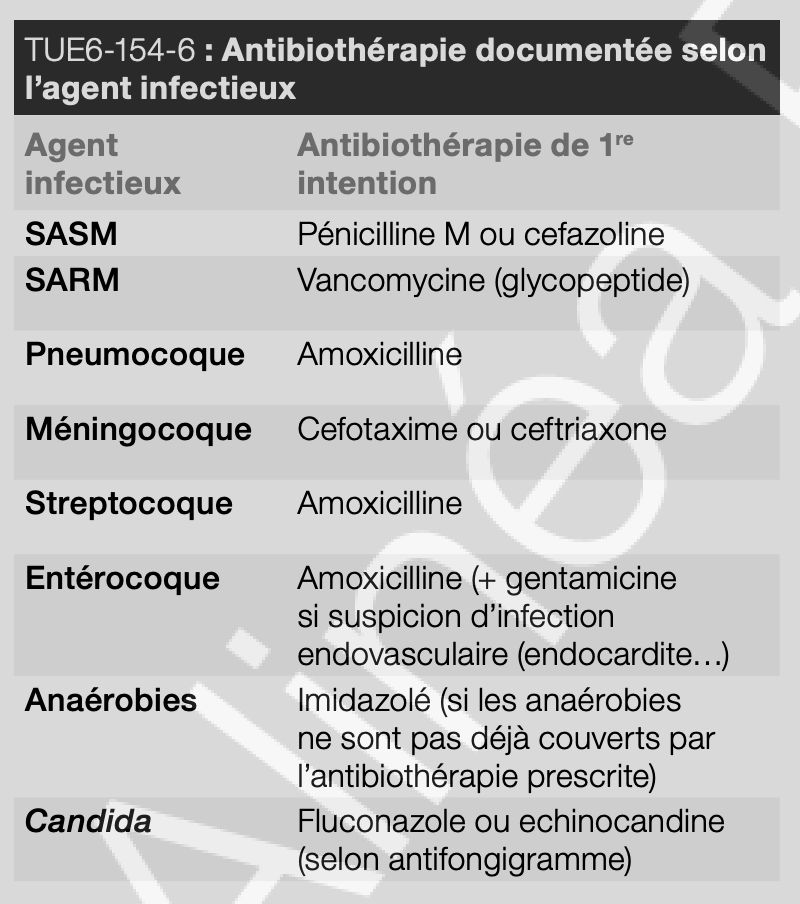 TUE6-154-6 : Antibiothérapie documentée selon
l’agent infectieux
Agent
infectieux
Antibiothérapie de 1re
intention
SASM
Pénicilline M ou cefazoline
SARM
Vancomycine (glycopeptide)
Pneumocoque
Amoxicilline
Méningocoque
Cefotaxime ou ceftriaxone
Streptocoque
Amoxicilline
Entérocoque
Amoxicilline (+ gentamicine
si suspicion d’infection
endovasculaire (endocardite…)
Anaérobies
Imidazolé (si les anaérobies
ne sont pas déjà couverts par
l’antibiothérapie prescrite)
Candida
Fluconazole ou echinocandine
(selon antifongigramme)
Alinéa